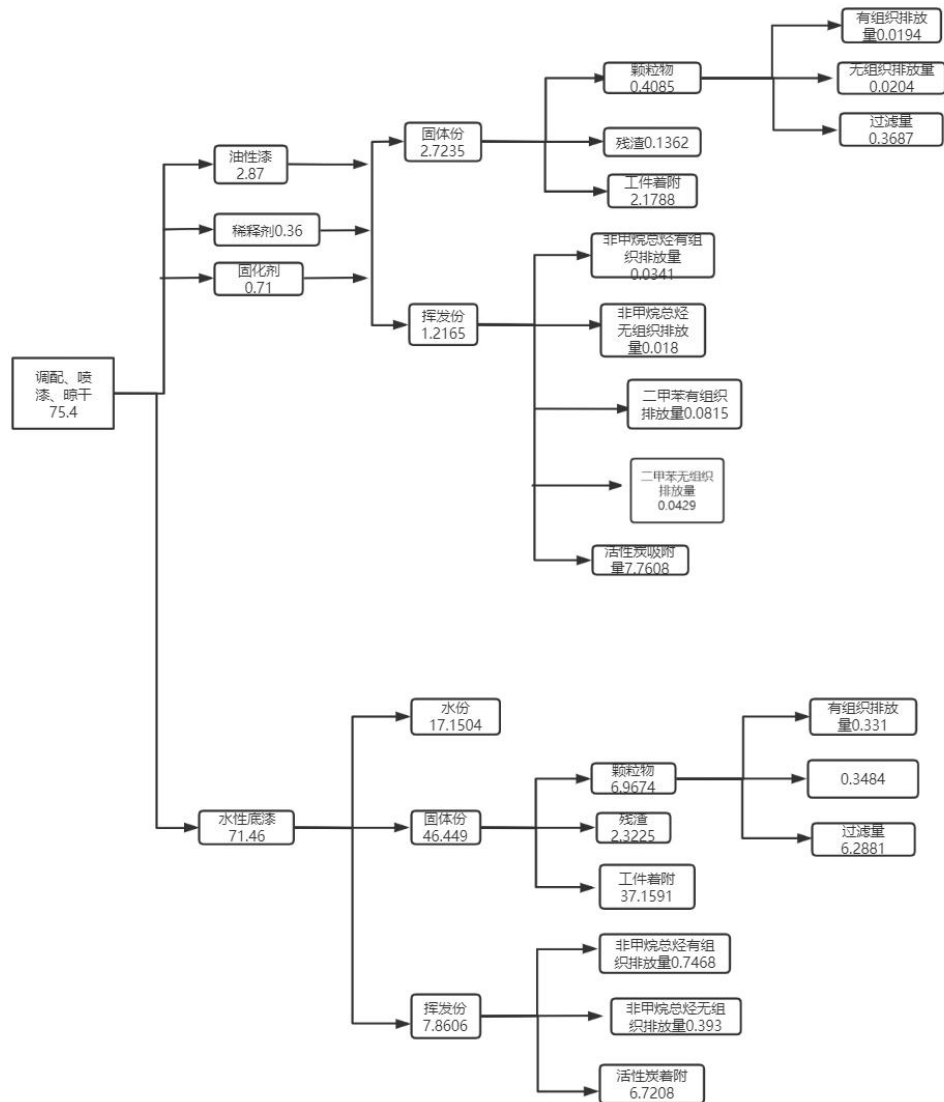 有组织排放
量0.0194
颗粒物
0.4085
无组织排放量
0.0204
过滤量
0.3687
固体份
2.7235
残渣0.1362
油性漆
2.87
工件着附
2.1788
稀释剂0.36
非甲烷总烃有组
织排放量
0.0341
固化剂
0.71
挥发份
1.2165
非甲烷总烃
无组织排放
量0.018
调配、喷
漆、晾干
75.4
二甲苯有组织
排放量0.0815
二甲苯无组织
排放量
0.0429
活性炭吸附
量7.7608
水份
17.1504
有组织排放
量0.331
颗粒物
6.9674
0.3484
水性底漆
71.46
固体份
46.449
残渣
2.3225
过滤量
6.2881
工件着附
37.1591
非甲烷总烃有组
织排放量0.7468
挥发份
7.8606
非甲烷总烃无组
织排放量0.393
活性炭着附
6.7208